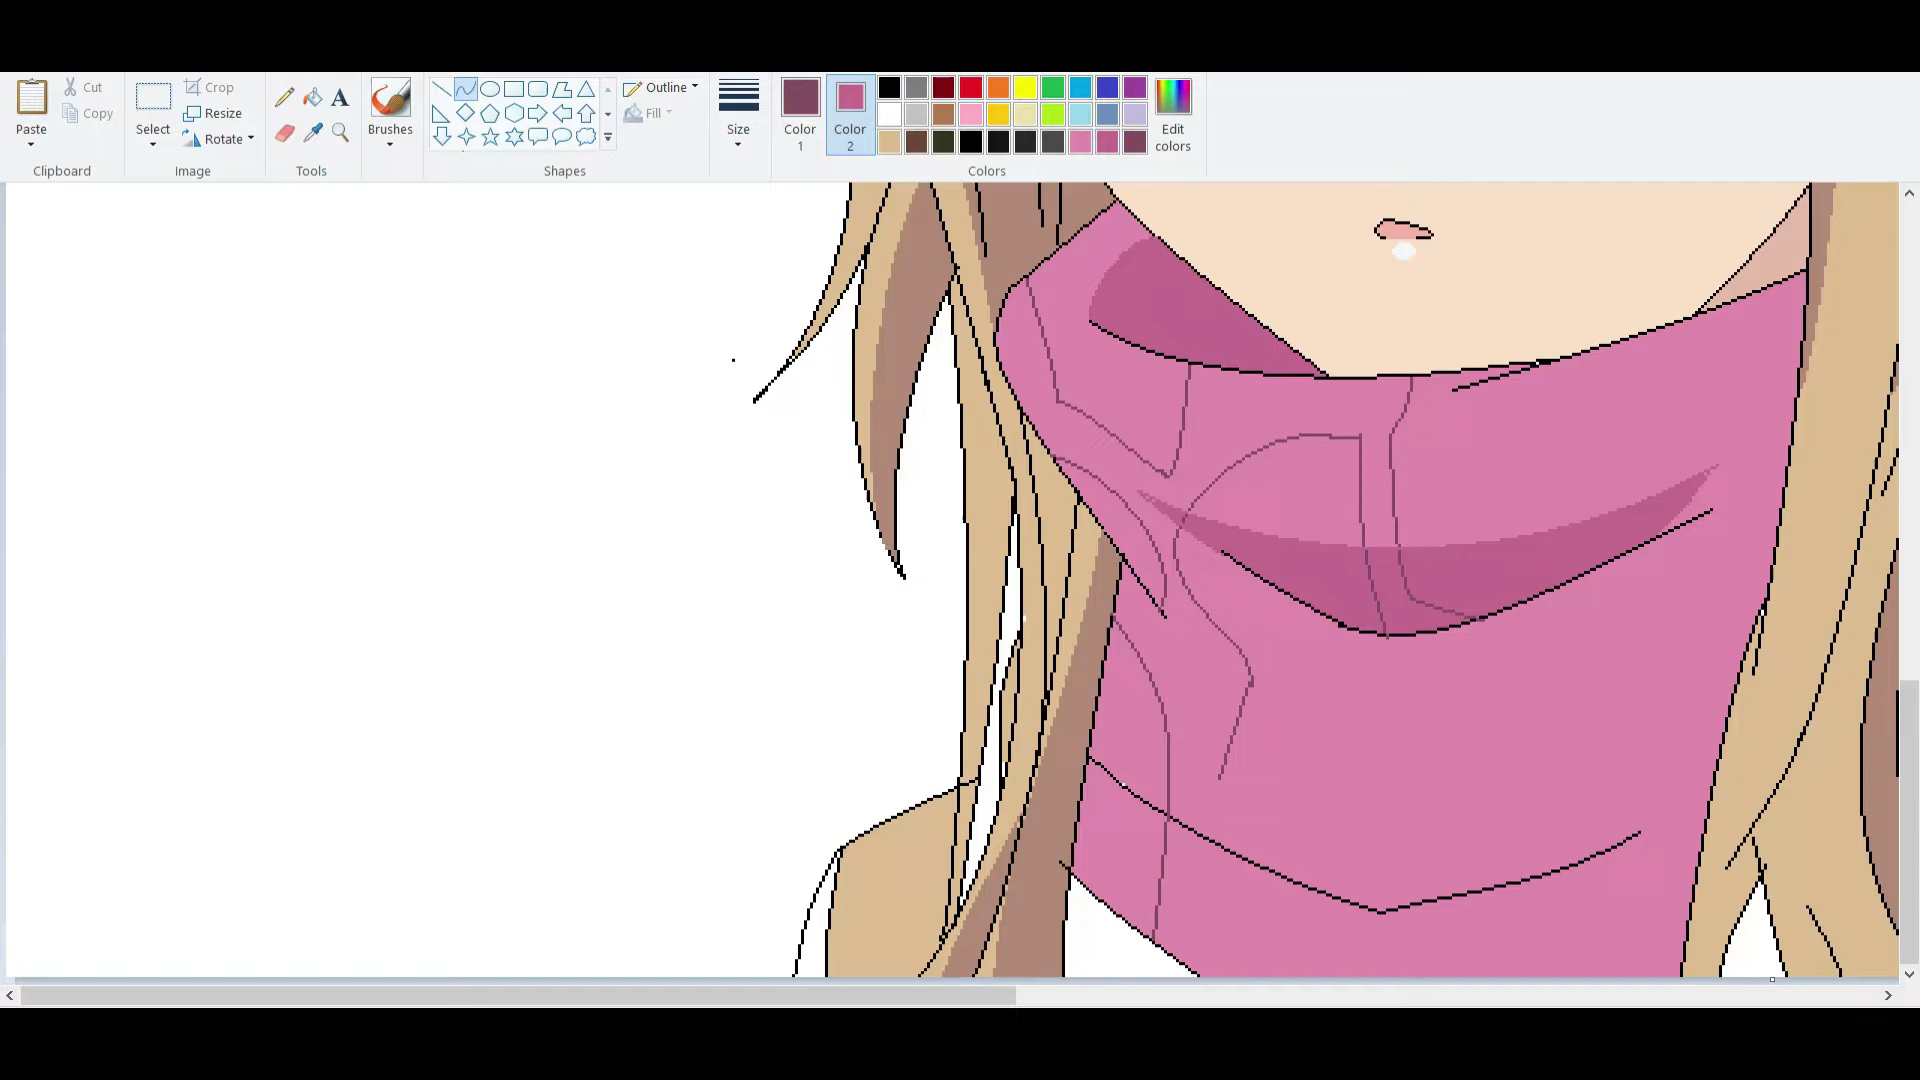 Paste
Cut
Copy
Clipboard
Select
Crop
Resize
Rotate
Image
A
Tools
Brushes
Shapes
Outline
Fill
Size
Color
1
Color
2
Edit
colors
Colors